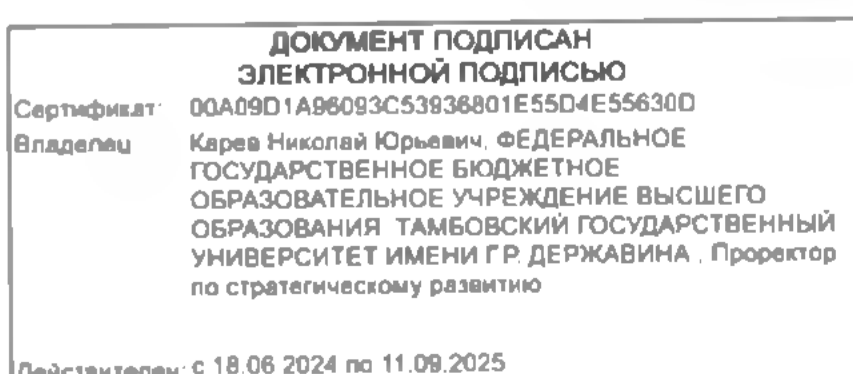 ДОКУМЕНТ ПОДПИСАН
ЭЛЕКТРОННОЙ ПОДПИСЬЮ
Сертификат: 00A09D1A96093C53936801E55D4E55630D
Владелец Карев Николай Юрьевич, ФЕДЕРАЛЬНОЕ
ГОСУДАРСТВЕННОЕ БЮДЖЕТНОЕ
ОБРАЗОВАТЕЛЬНОЕ УЧРЕЖДЕНИЕ ВЫСШЕГО
ОБРАЗОВАНИЯ ТАМБОВСКИЙ ГОСУДАРСТВЕННЫЙ
УНИВЕРСИТЕТ ИМЕНИ Г.Р. ДЕРЖАВИНА , Проректор
по стратегическому развитию
Действителен: с 18.06.2024 по 11.09.2025